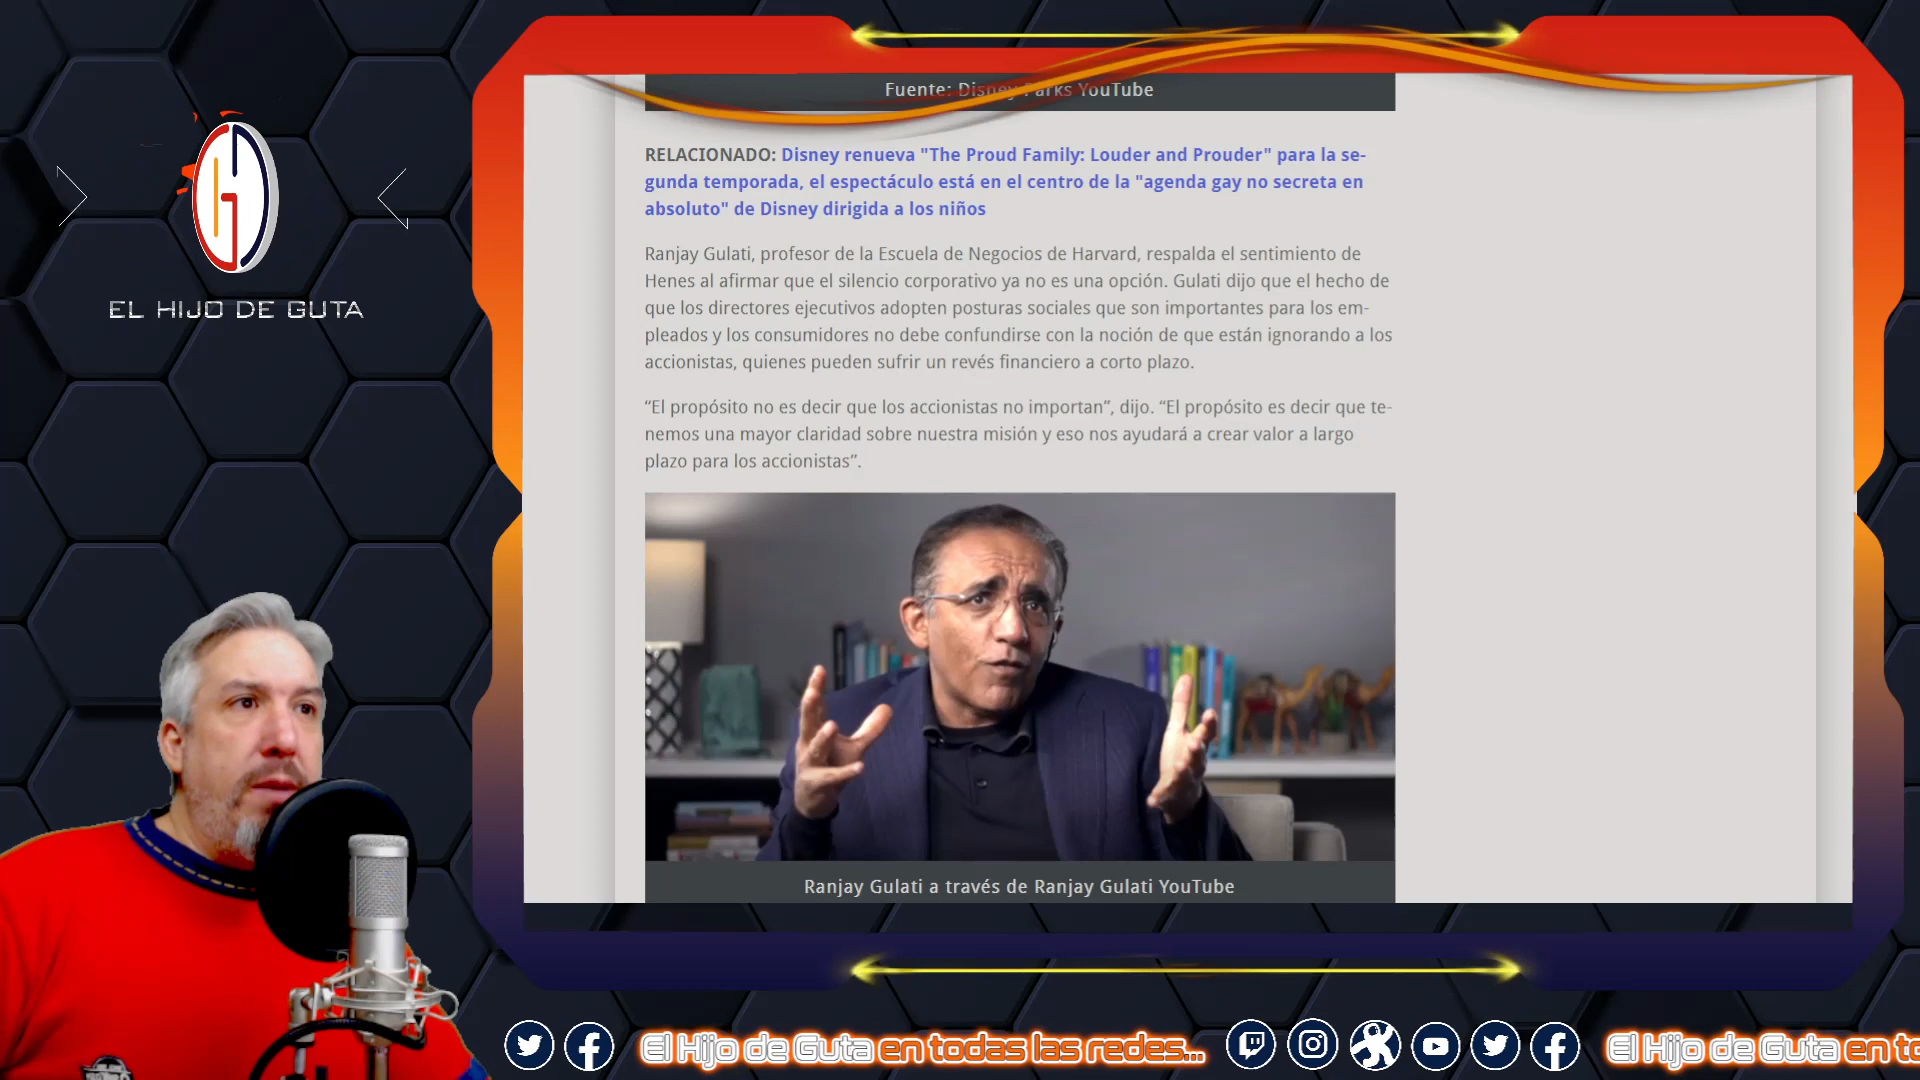 EL HIJO DE GUTA
Fuente: Disney Parks YouTube
RELACIONADO: Disney renueva "The Proud Family: Louder and Prouder" para la se-
gunda temporada, el espectáculo está en el centro de la "agenda gay no secreta en
absoluto" de Disney dirigida a los niños
Ranjay Gulati, profesor de la Escuela de Negocios de Harvard, respalda el sentimiento de
Henes al afirmar que el silencio corporativo ya no es una opción. Gulati dijo que el hecho de
que los directores ejecutivos adopten posturas sociales que son importantes para los em-
pleados y los consumidores no debe confundirse con la noción de que están ignorando a los
accionistas, quienes pueden sufrir un revés financiero a corto plazo.
“El propósito no es decir que los accionistas no importan”, dijo. “El propósito es decir que te-
nemos una mayor claridad sobre nuestra misión y eso nos ayudará a crear valor a largo
plazo para los accionistas”.
Ranjay Gulati a través de Ranjay Gulati YouTube
El Hijo de Guta en todas las redes...
El Hijo de Guta en to